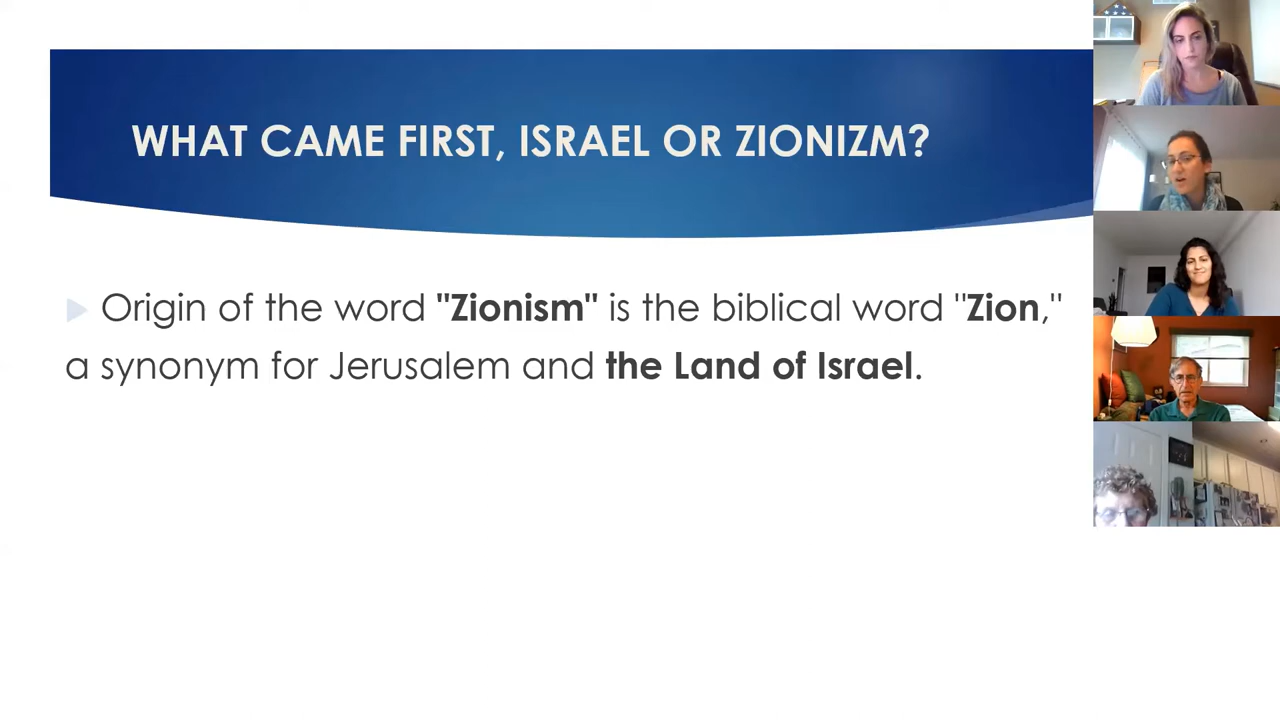 WHAT CAME FIRST, ISRAEL OR ZIONIZM?
Origin of the word "Zionism" is the biblical word "Zion,"
a synonym for Jerusalem and the Land of Israel.